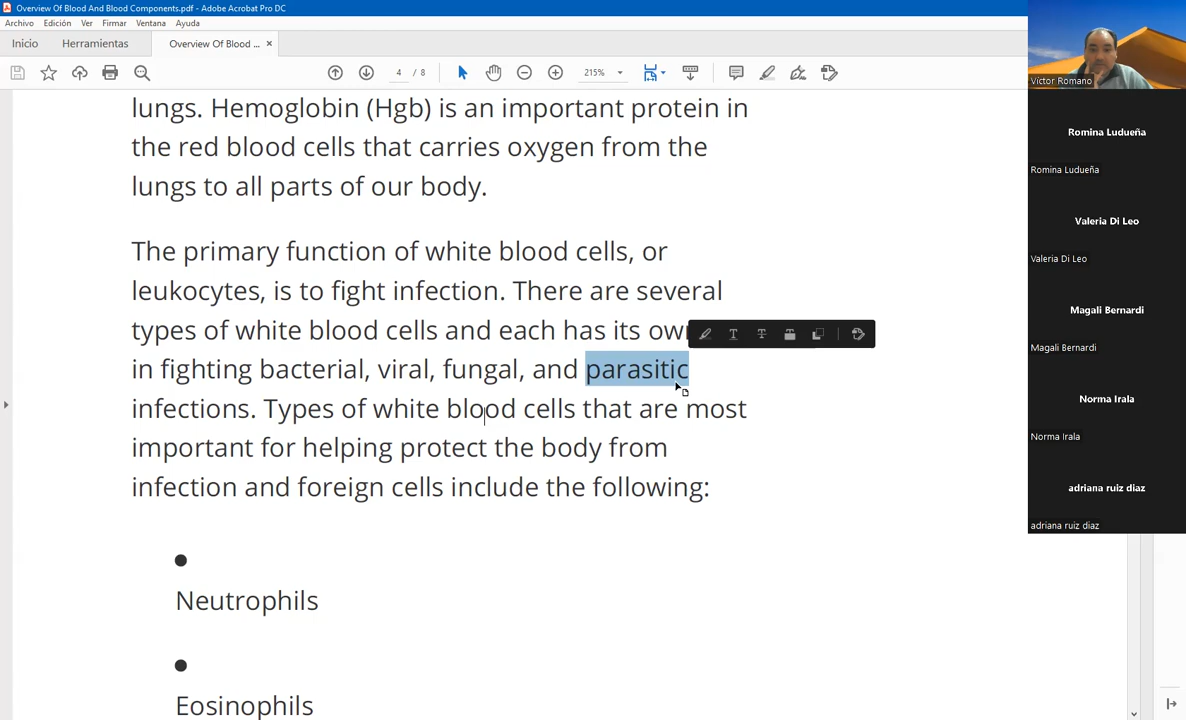 Overview Of Blood And Blood Components.pdf - Adobe Acrobat Pro DC
Archivo Edición Ver Firmar Ventana Ayuda
Inicio Herramientas Overview Of Blood ... ×
4 / 8 215%
lungs. Hemoglobin (Hgb) is an important protein in
the red blood cells that carries oxygen from the
lungs to all parts of our body.
The primary function of white blood cells, or
leukocytes, is to fight infection. There are several
types of white blood cells and each has its own
in fighting bacterial, viral, fungal, and parasitic
infections. Types of white blood cells that are most
important for helping protect the body from
infection and foreign cells include the following:
Neutrophils
Eosinophils
Víctor Romano
Romina Ludueña
Romina Ludueña
Valeria Di Leo
Valeria Di Leo
Magali Bernardi
Magali Bernardi
Norma Irala
Norma Irala
adriana ruiz diaz
adriana ruiz diaz